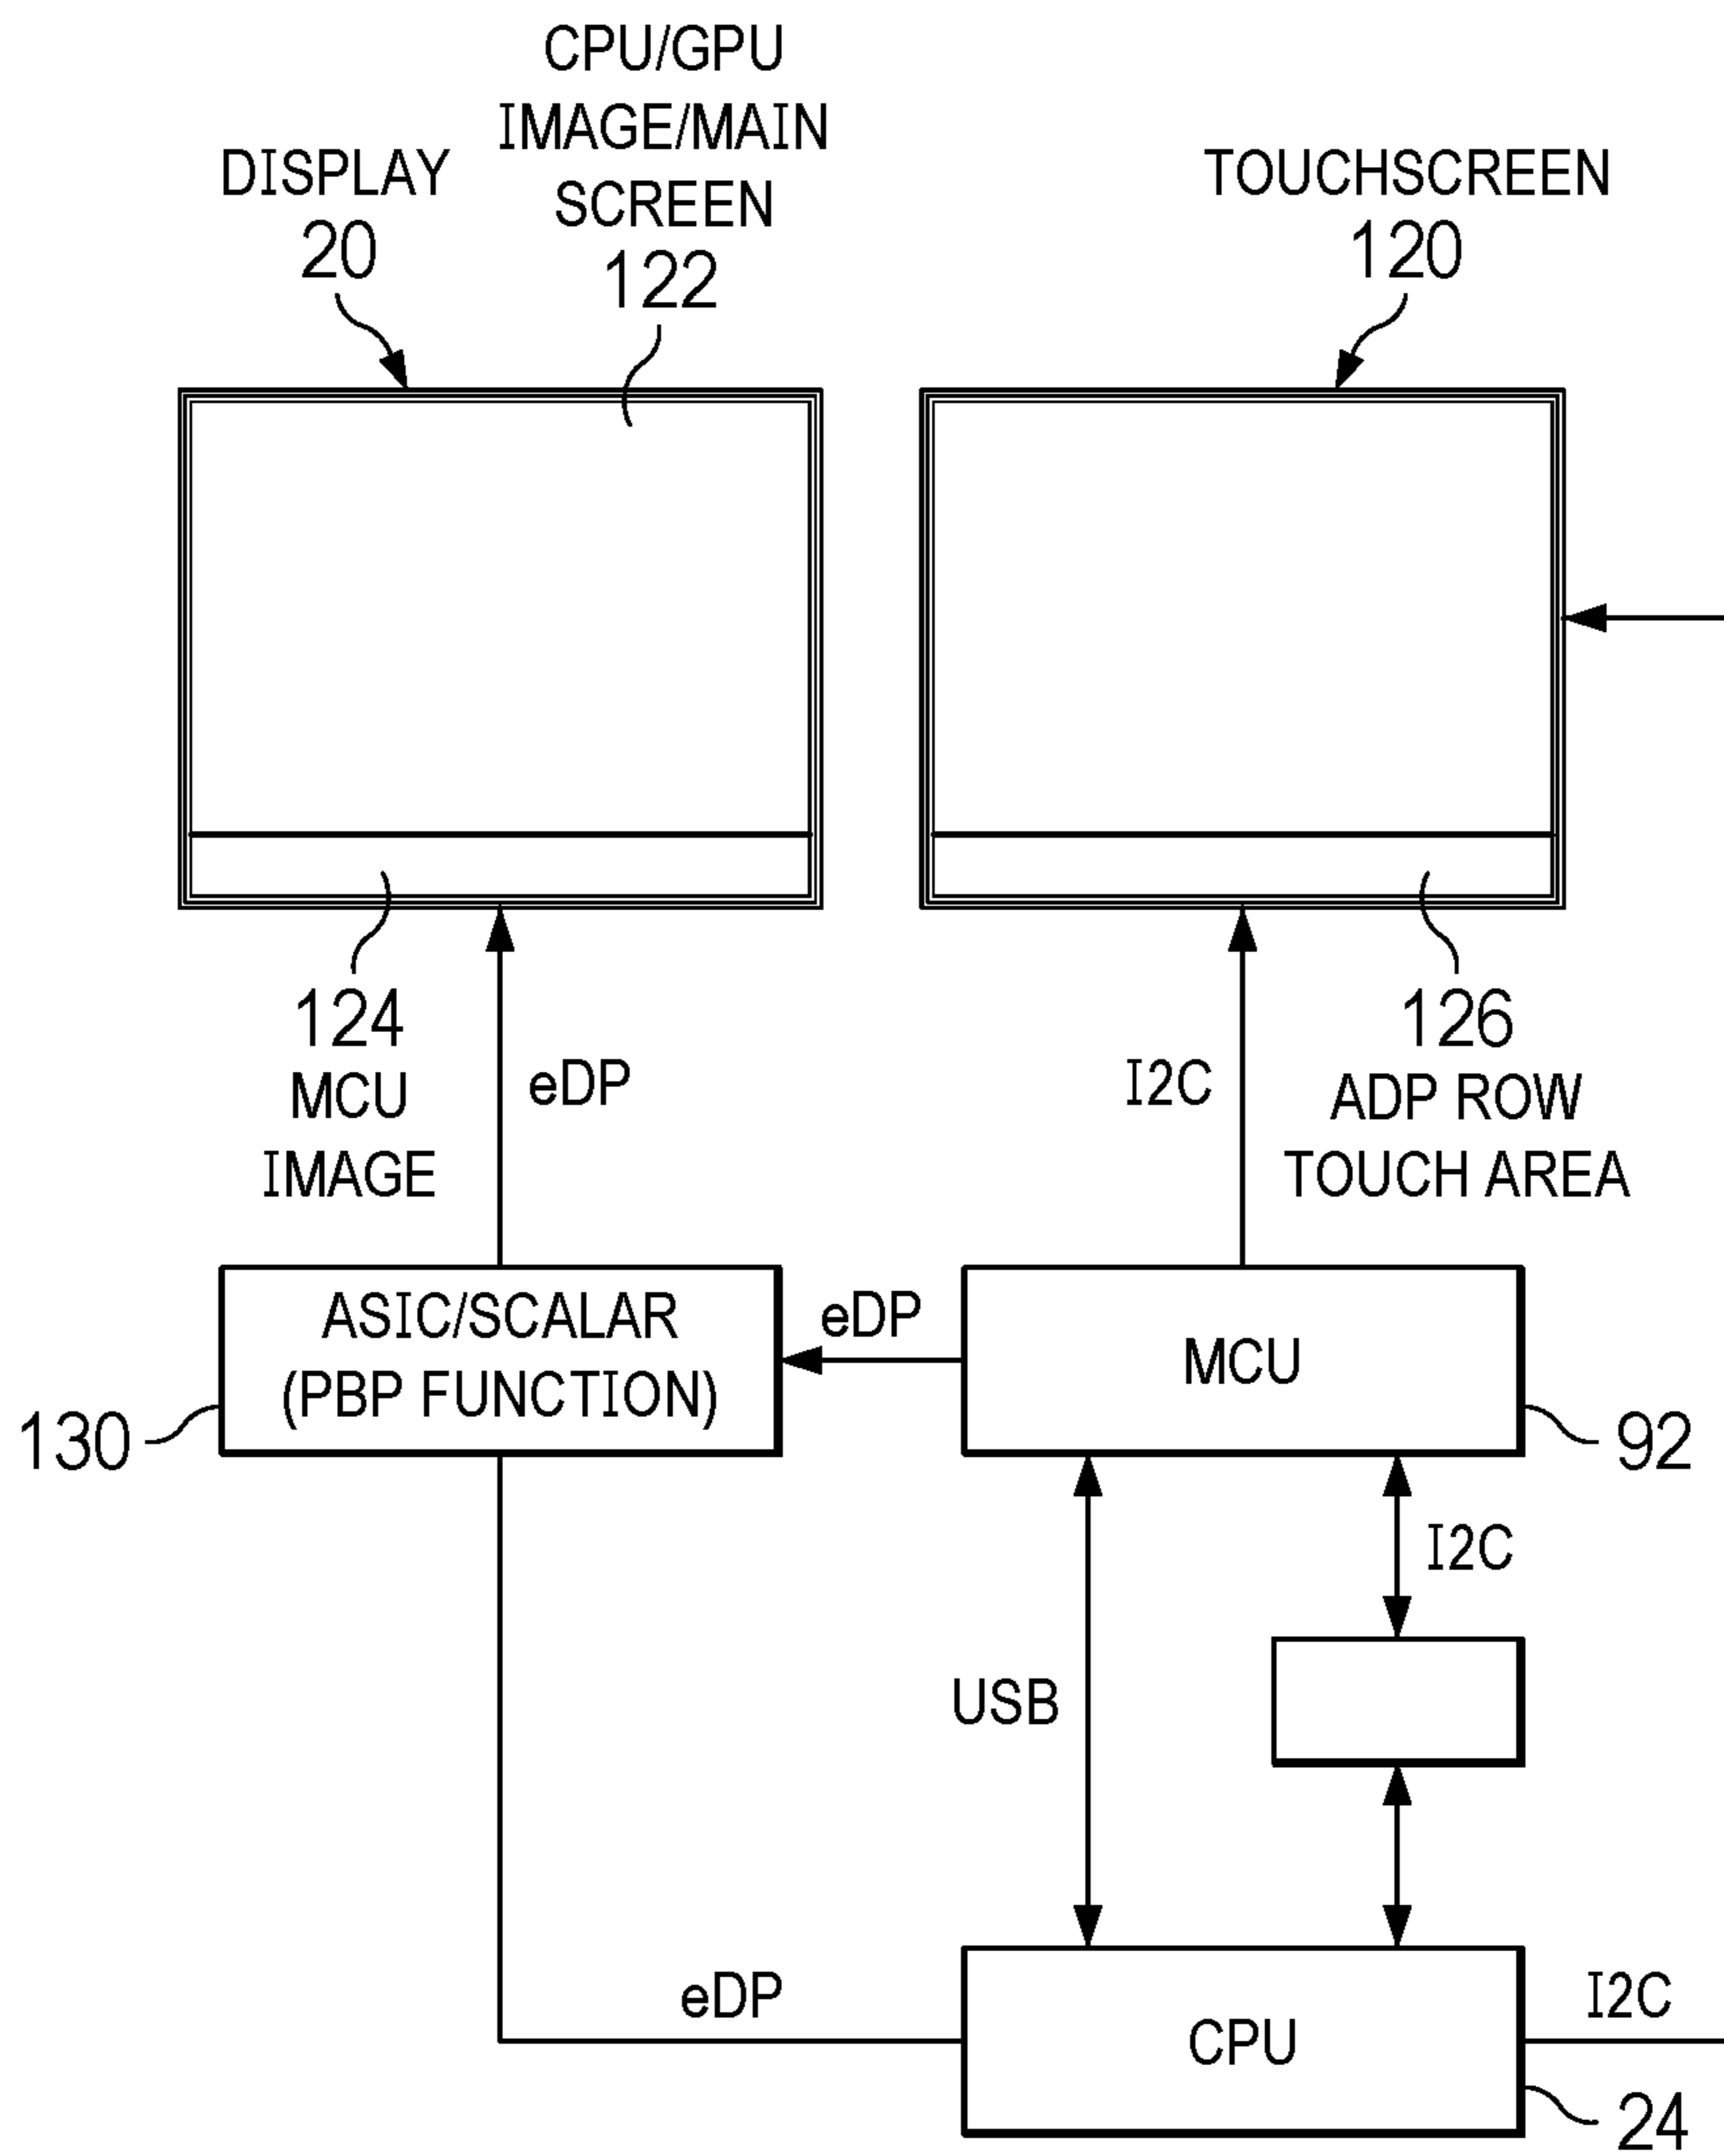 CPU/GPU
IMAGE/MAIN
SCREEN
122
DISPLAY
20
TOUCHSCREEN
120
124
MCU
IMAGE
eDP
I2C
126
ADP ROW
TOUCH AREA
ASIC/SCALAR
(PBP FUNCTION)
130
eDP
MCU
92
I2C
USB
eDP
CPU
I2C
24